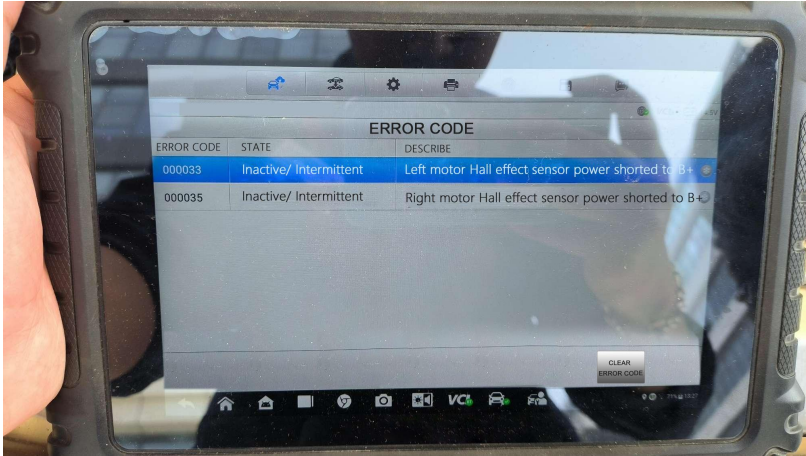 ERROR CODE
ERROR CODE STATE DESCRIBE
000033 Inactive/ Intermittent Left motor Hall effect sensor power shorted to B+
000035 Inactive/ Intermittent Right motor Hall effect sensor power shorted to B+
CLEAR
ERROR CODE
VCI